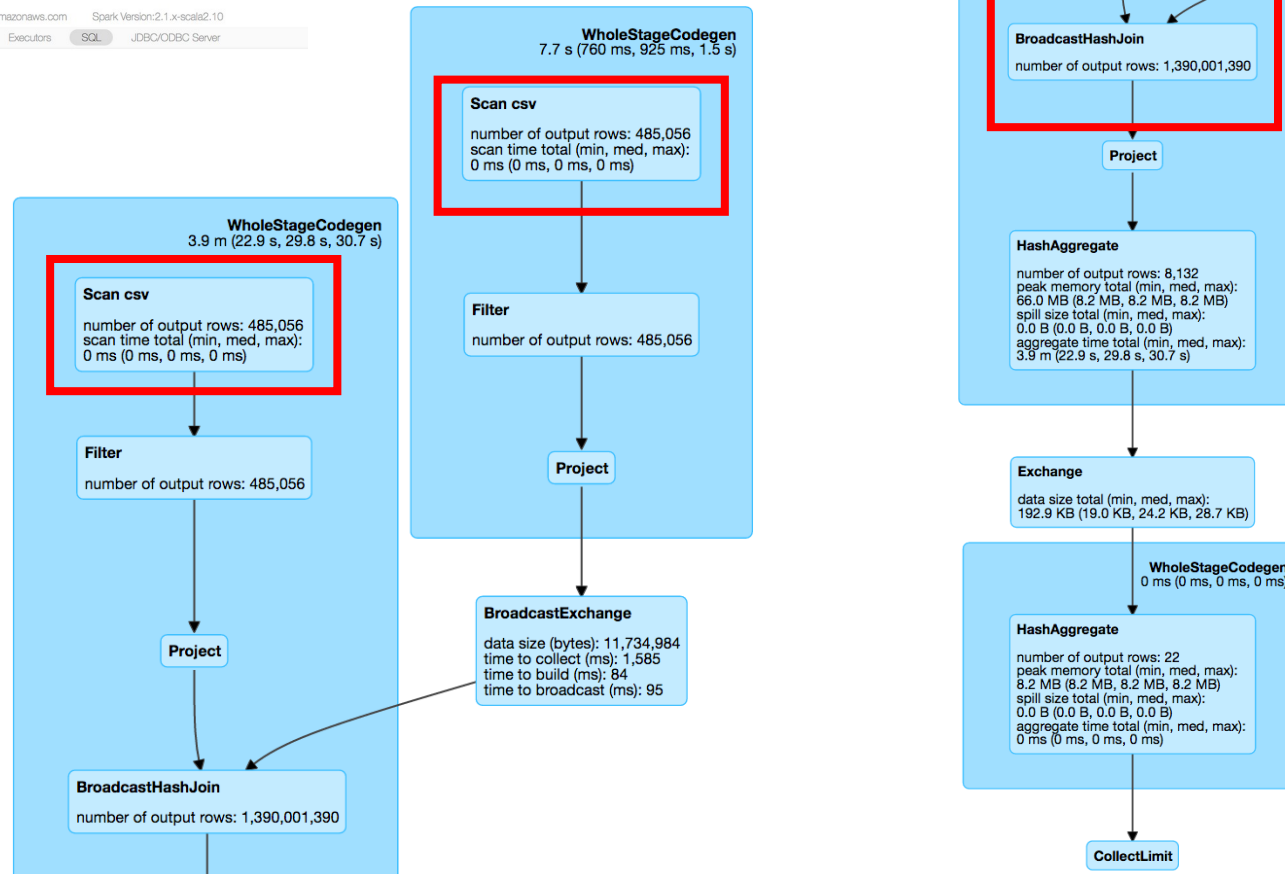 mazonaws.com Spark Version:2.1.x-scala2.10
Executors SQL JDBC/ODBC Server
WholeStageCodegen
7.7 s (760 ms, 925 ms, 1.5 s)
Scan csv
number of output rows: 485,056
scan time total (min, med, max):
0 ms (0 ms, 0 ms, 0 ms)
Filter
number of output rows: 485,056
Project
BroadcastExchange
data size (bytes): 11,734,984
time to collect (ms): 1,585
time to build (ms): 84
time to broadcast (ms): 95
WholeStageCodegen
3.9 m (22.9 s, 29.8 s, 30.7 s)
Scan csv
number of output rows: 485,056
scan time total (min, med, max):
0 ms (0 ms, 0 ms, 0 ms)
Filter
number of output rows: 485,056
Project
BroadcastHashJoin
number of output rows: 1,390,001,390
BroadcastHashJoin
number of output rows: 1,390,001,390
Project
HashAggregate
number of output rows: 8,132
peak memory total (min, med, max):
66.0 MB (8.2 MB, 8.2 MB, 8.2 MB)
spill size total (min, med, max):
0.0 B (0.0 B, 0.0 B, 0.0 B)
aggregate time total (min, med, max):
3.9 m (22.9 s, 29.8 s, 30.7 s)
Exchange
data size total (min, med, max):
192.9 KB (19.0 KB, 24.2 KB, 28.7 KB)
WholeStageCodegen
0 ms (0 ms, 0 ms, 0 ms)
HashAggregate
number of output rows: 22
peak memory total (min, med, max):
8.2 MB (8.2 MB, 8.2 MB, 8.2 MB)
spill size total (min, med, max):
0.0 B (0.0 B, 0.0 B, 0.0 B)
aggregate time total (min, med, max):
0 ms (0 ms, 0 ms, 0 ms)
CollectLimit